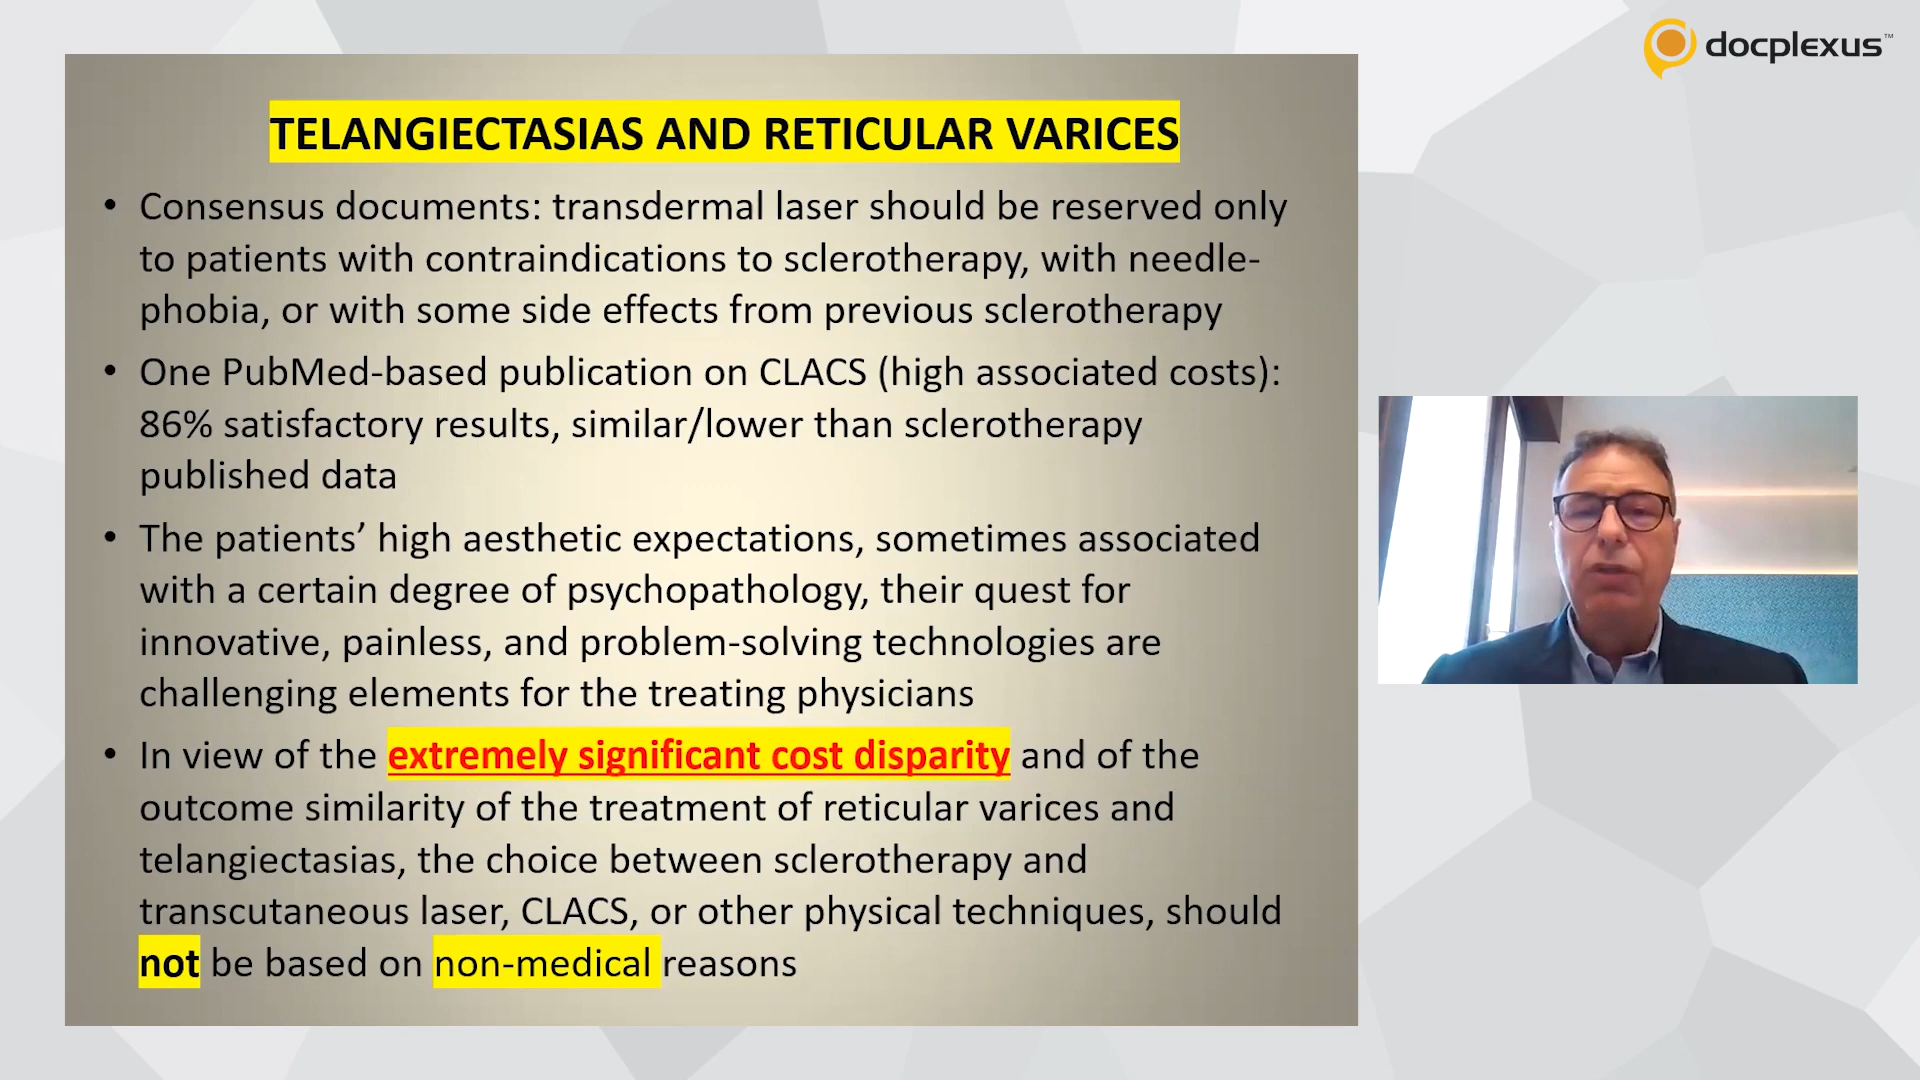 docplexus™
TELANGIECTASIAS AND RETICULAR VARICES
• Consensus documents: transdermal laser should be reserved only
to patients with contraindications to sclerotherapy, with needle-
phobia, or with some side effects from previous sclerotherapy
• One PubMed-based publication on CLACS (high associated costs):
86% satisfactory results, similar/lower than sclerotherapy
published data
• The patients’ high aesthetic expectations, sometimes associated
with a certain degree of psychopathology, their quest for
innovative, painless, and problem-solving technologies are
challenging elements for the treating physicians
• In view of the extremely significant cost disparity and of the
outcome similarity of the treatment of reticular varices and
telangiectasias, the choice between sclerotherapy and
transcutaneous laser, CLACS, or other physical techniques, should
not be based on non-medical reasons